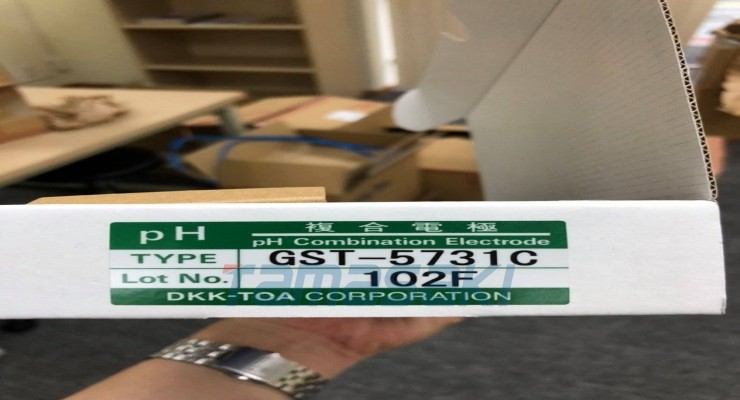 pH 複合電極
pH Combination Electrode
TYPE GST-5731C
Lot No. 102F
DKK-TOA CORPORATION